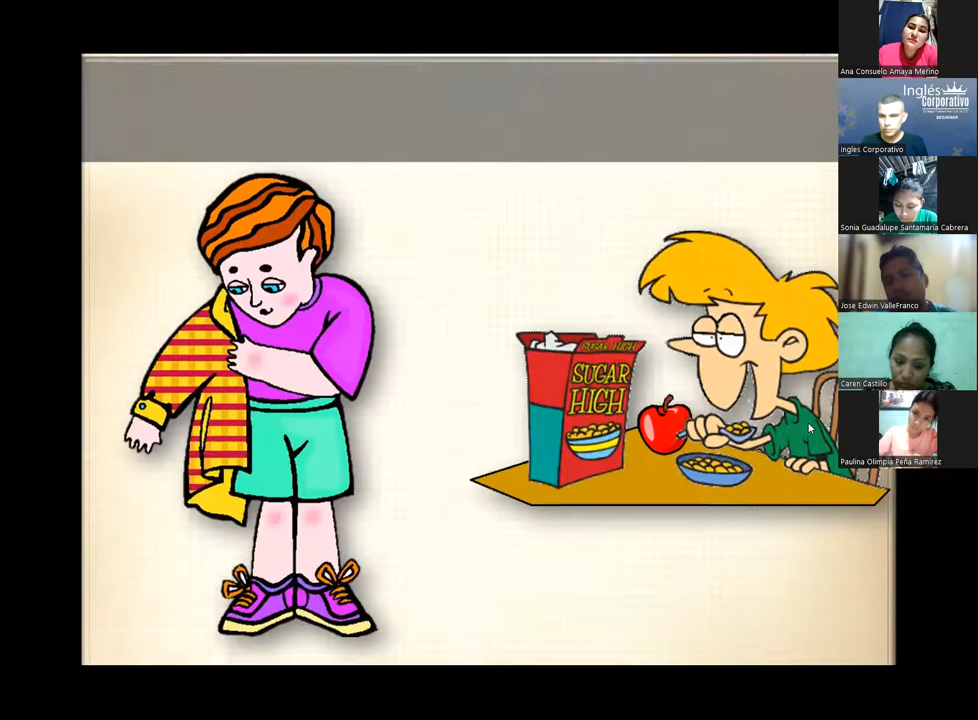 SUGAR HIGH
SUGAR
HIGH
Ana Consuelo Amaya Merino
Inglés
Corporativo
BEGINNER
Ingles Corporativo
Sonia Guadalupe Santamaria Cabrera
Jose Edwin ValleFranco
Caren Castillo
Paulina Olimpia Peña Ramirez